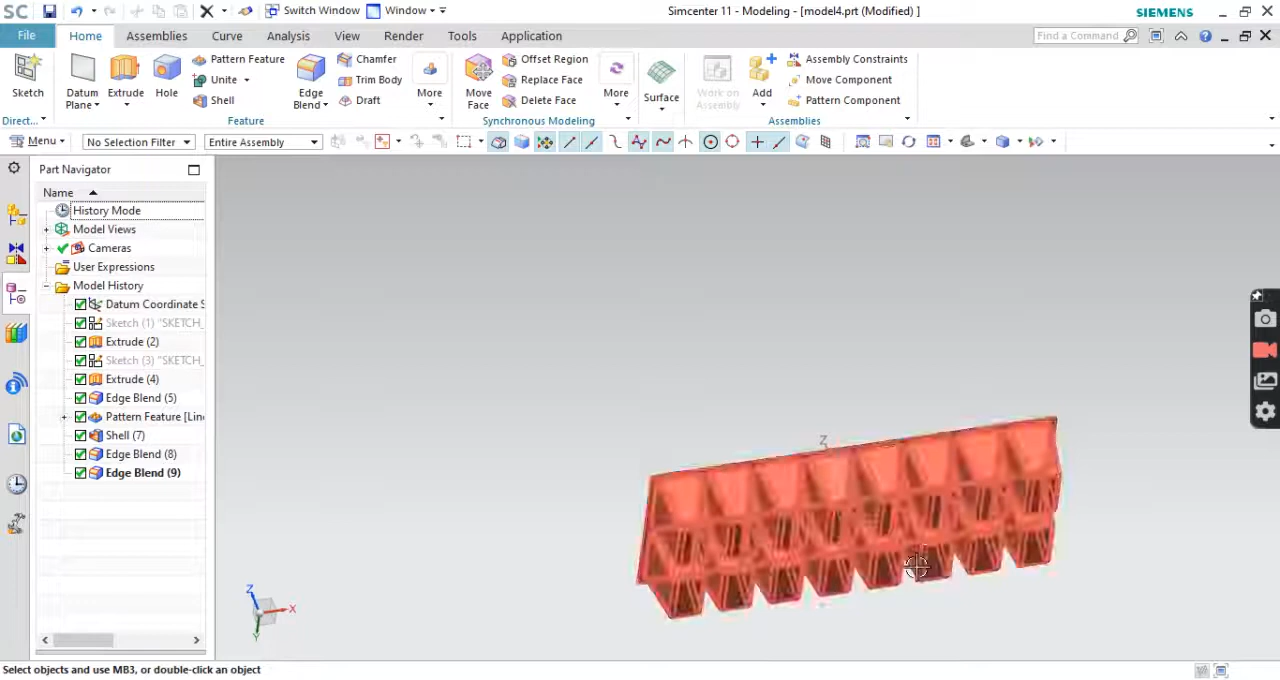 SC Switch Window Window Simcenter 11 - Modeling - [model4.prt (Modified) ] SIEMENS
File Home Assemblies Curve Analysis View Render Tools Application Find a Command
Sketch
Datum Plane
Extrude
Hole
Pattern Feature
Unite
Shell
Edge Blend
Chamfer
Trim Body
Draft
More
Move Face
Offset Region
Replace Face
Delete Face
More
Surface
Work on Assembly
Add
Assembly Constraints
Move Component
Pattern Component
Direct... Feature Synchronous Modeling Assemblies
Menu No Selection Filter Entire Assembly
Part Navigator
Name
History Mode
Model Views
Cameras
User Expressions
Model History
Datum Coordinate S
Sketch (1) "SKETCH_
Extrude (2)
Sketch (3) "SKETCH_
Extrude (4)
Edge Blend (5)
Pattern Feature [Line
Shell (7)
Edge Blend (8)
Edge Blend (9)
Z
Z
X
Y
Select objects and use MB3, or double-click an object